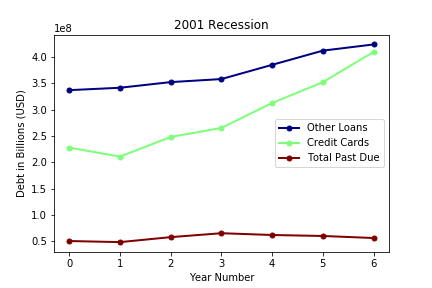 2001 Recession
1e8
4.0
3.5
3.0
2.5
2.0
1.5
1.0
0.5
Debt in Billions (USD)
Other Loans
Credit Cards
Total Past Due
0 1 2 3 4 5 6
Year Number